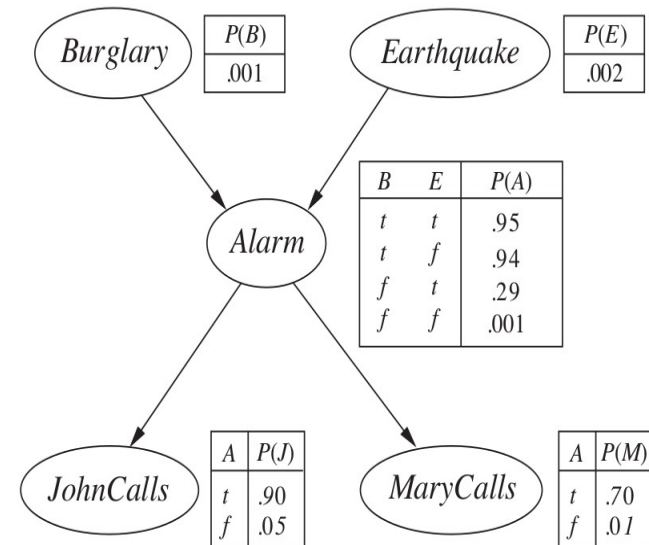 Burglary
P(B)
.001
Earthquake
P(E)
.002
Alarm
B E P(A)
t t .95
t f .94
f t .29
f f .001
JohnCalls
A P(J)
t .90
f .05
MaryCalls
A P(M)
t .70
f .01